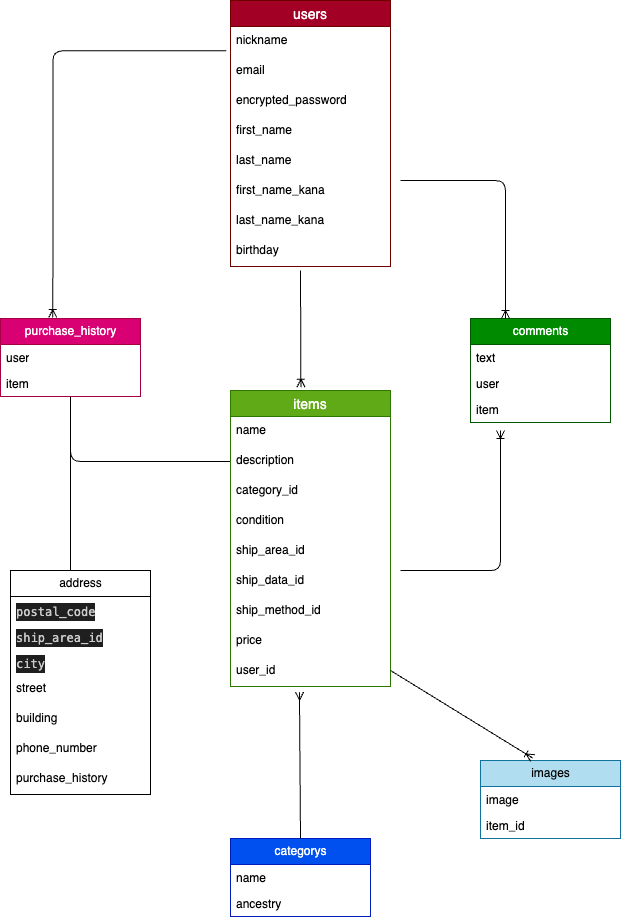 users
nickname
email
encrypted_password
first_name
last_name
first_name_kana
last_name_kana
birthday
purchase_history
user
item
comments
text
user
item
items
name
description
category_id
condition
ship_area_id
ship_data_id
ship_method_id
price
user_id
address
postal_code
ship_area_id
city
street
building
phone_number
purchase_history
images
image
item_id
categorys
name
ancestry